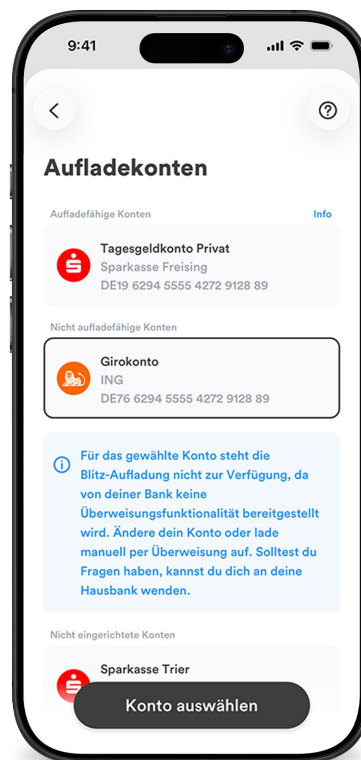 9:41
Aufladekonten
Aufladefähige Konten Info
Tagesgeldkonto Privat
Sparkasse Freising
DE19 6294 5555 4272 9128 89
Nicht aufladefähige Konten
Girokonto
ING
DE76 6294 5555 4272 9128 89
Für das gewählte Konto steht die
Blitz-Aufladung nicht zur Verfügung, da
von deiner Bank keine
Überweisungsfunktionalität bereitgestellt
wird. Ändere dein Konto oder lade
manuell per Überweisung auf. Solltest du
Fragen haben, kannst du dich an deine
Hausbank wenden.
Nicht eingerichtete Konten
Sparkasse Trier
Konto auswählen